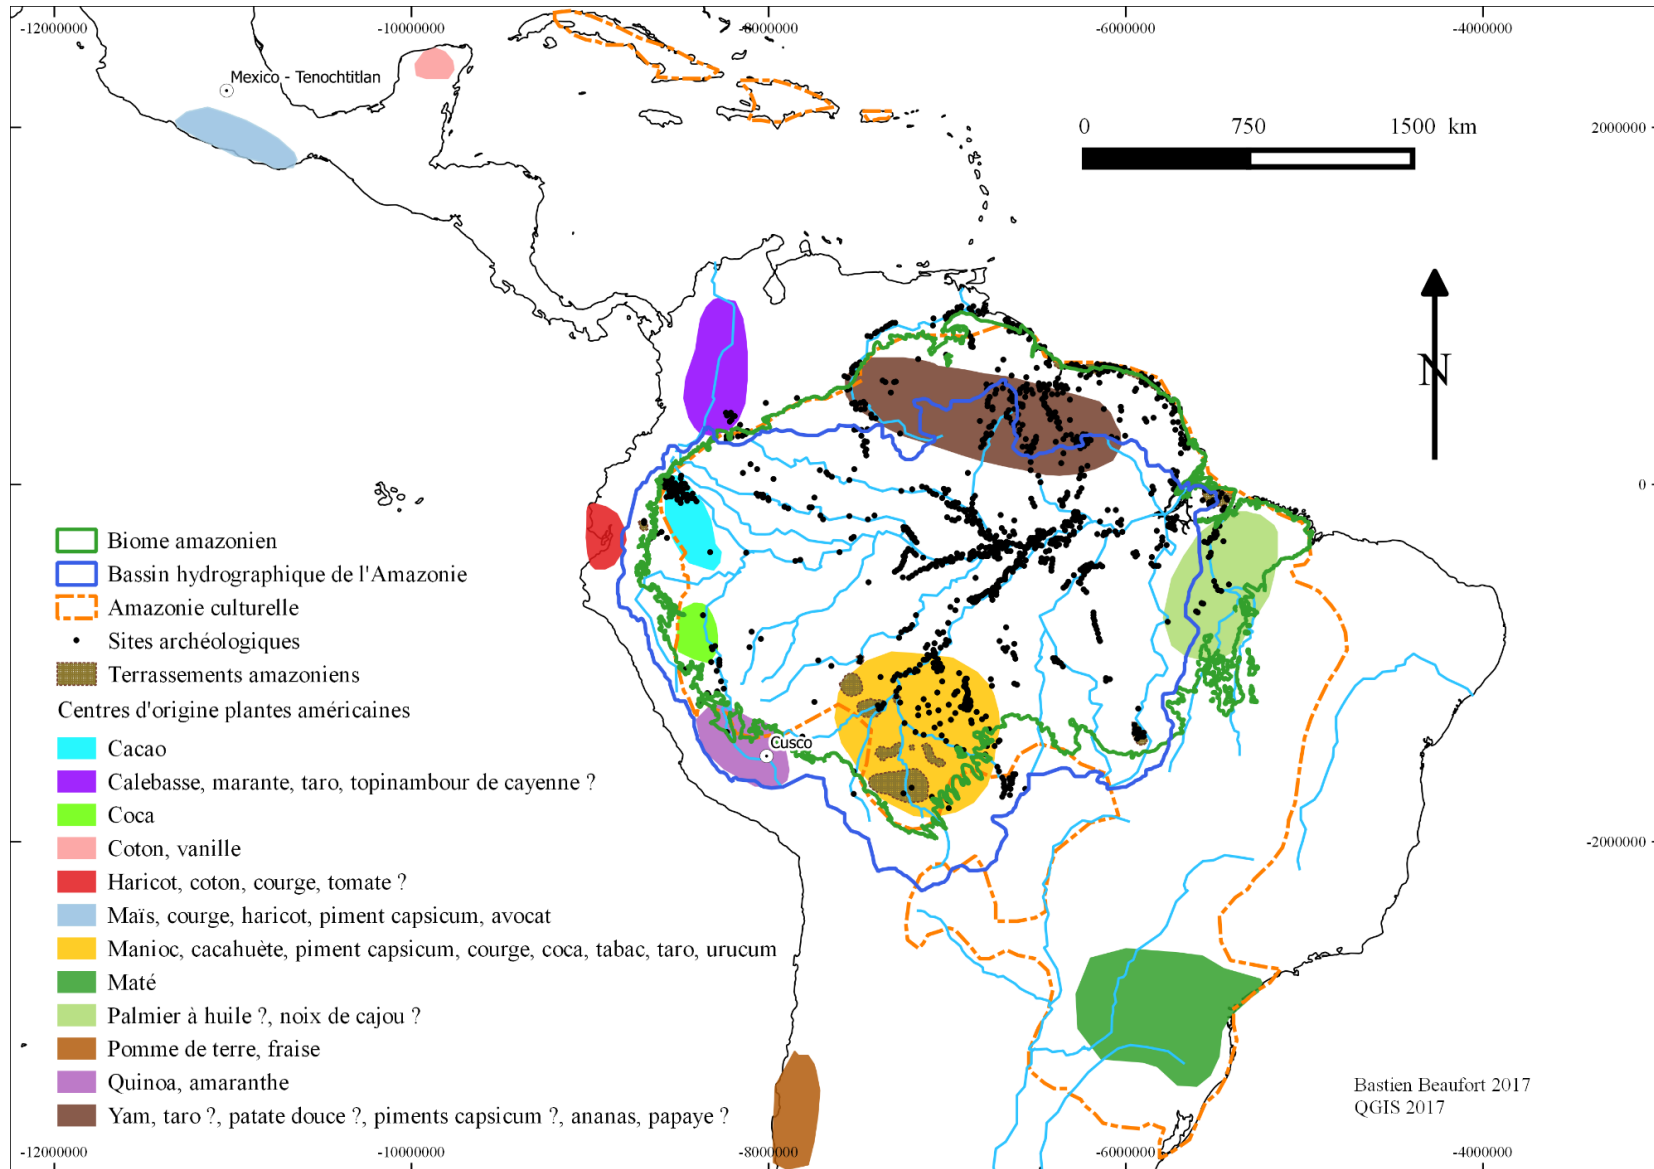 -12000000
-10000000
-8000000
-6000000
-4000000
Mexico - Tenochtitlan
0 750 1500 km
2000000
N
0
Biome amazonien
Bassin hydrographique de l'Amazonie
Amazonie culturelle
Sites archéologiques
Terrassements amazoniens
Centres d'origine plantes américaines
Cusco
Cacao
Calebasse, marante, taro, topinambour de cayenne ?
Coca
Coton, vanille
-2000000
Haricot, coton, courge, tomate ?
Maïs, courge, haricot, piment capsicum, avocat
Manioc, cacahuète, piment capsicum, courge, coca, tabac, taro, urucum
Maté
Palmier à huile ?, noix de cajou ?
Pomme de terre, fraise
Quinoa, amaranthe
Yam, taro ?, patate douce ?, piments capsicum ?, ananas, papaye ?
Bastien Beaufort 2017
QGIS 2017
-12000000
-10000000
-8000000
-6000000
-4000000